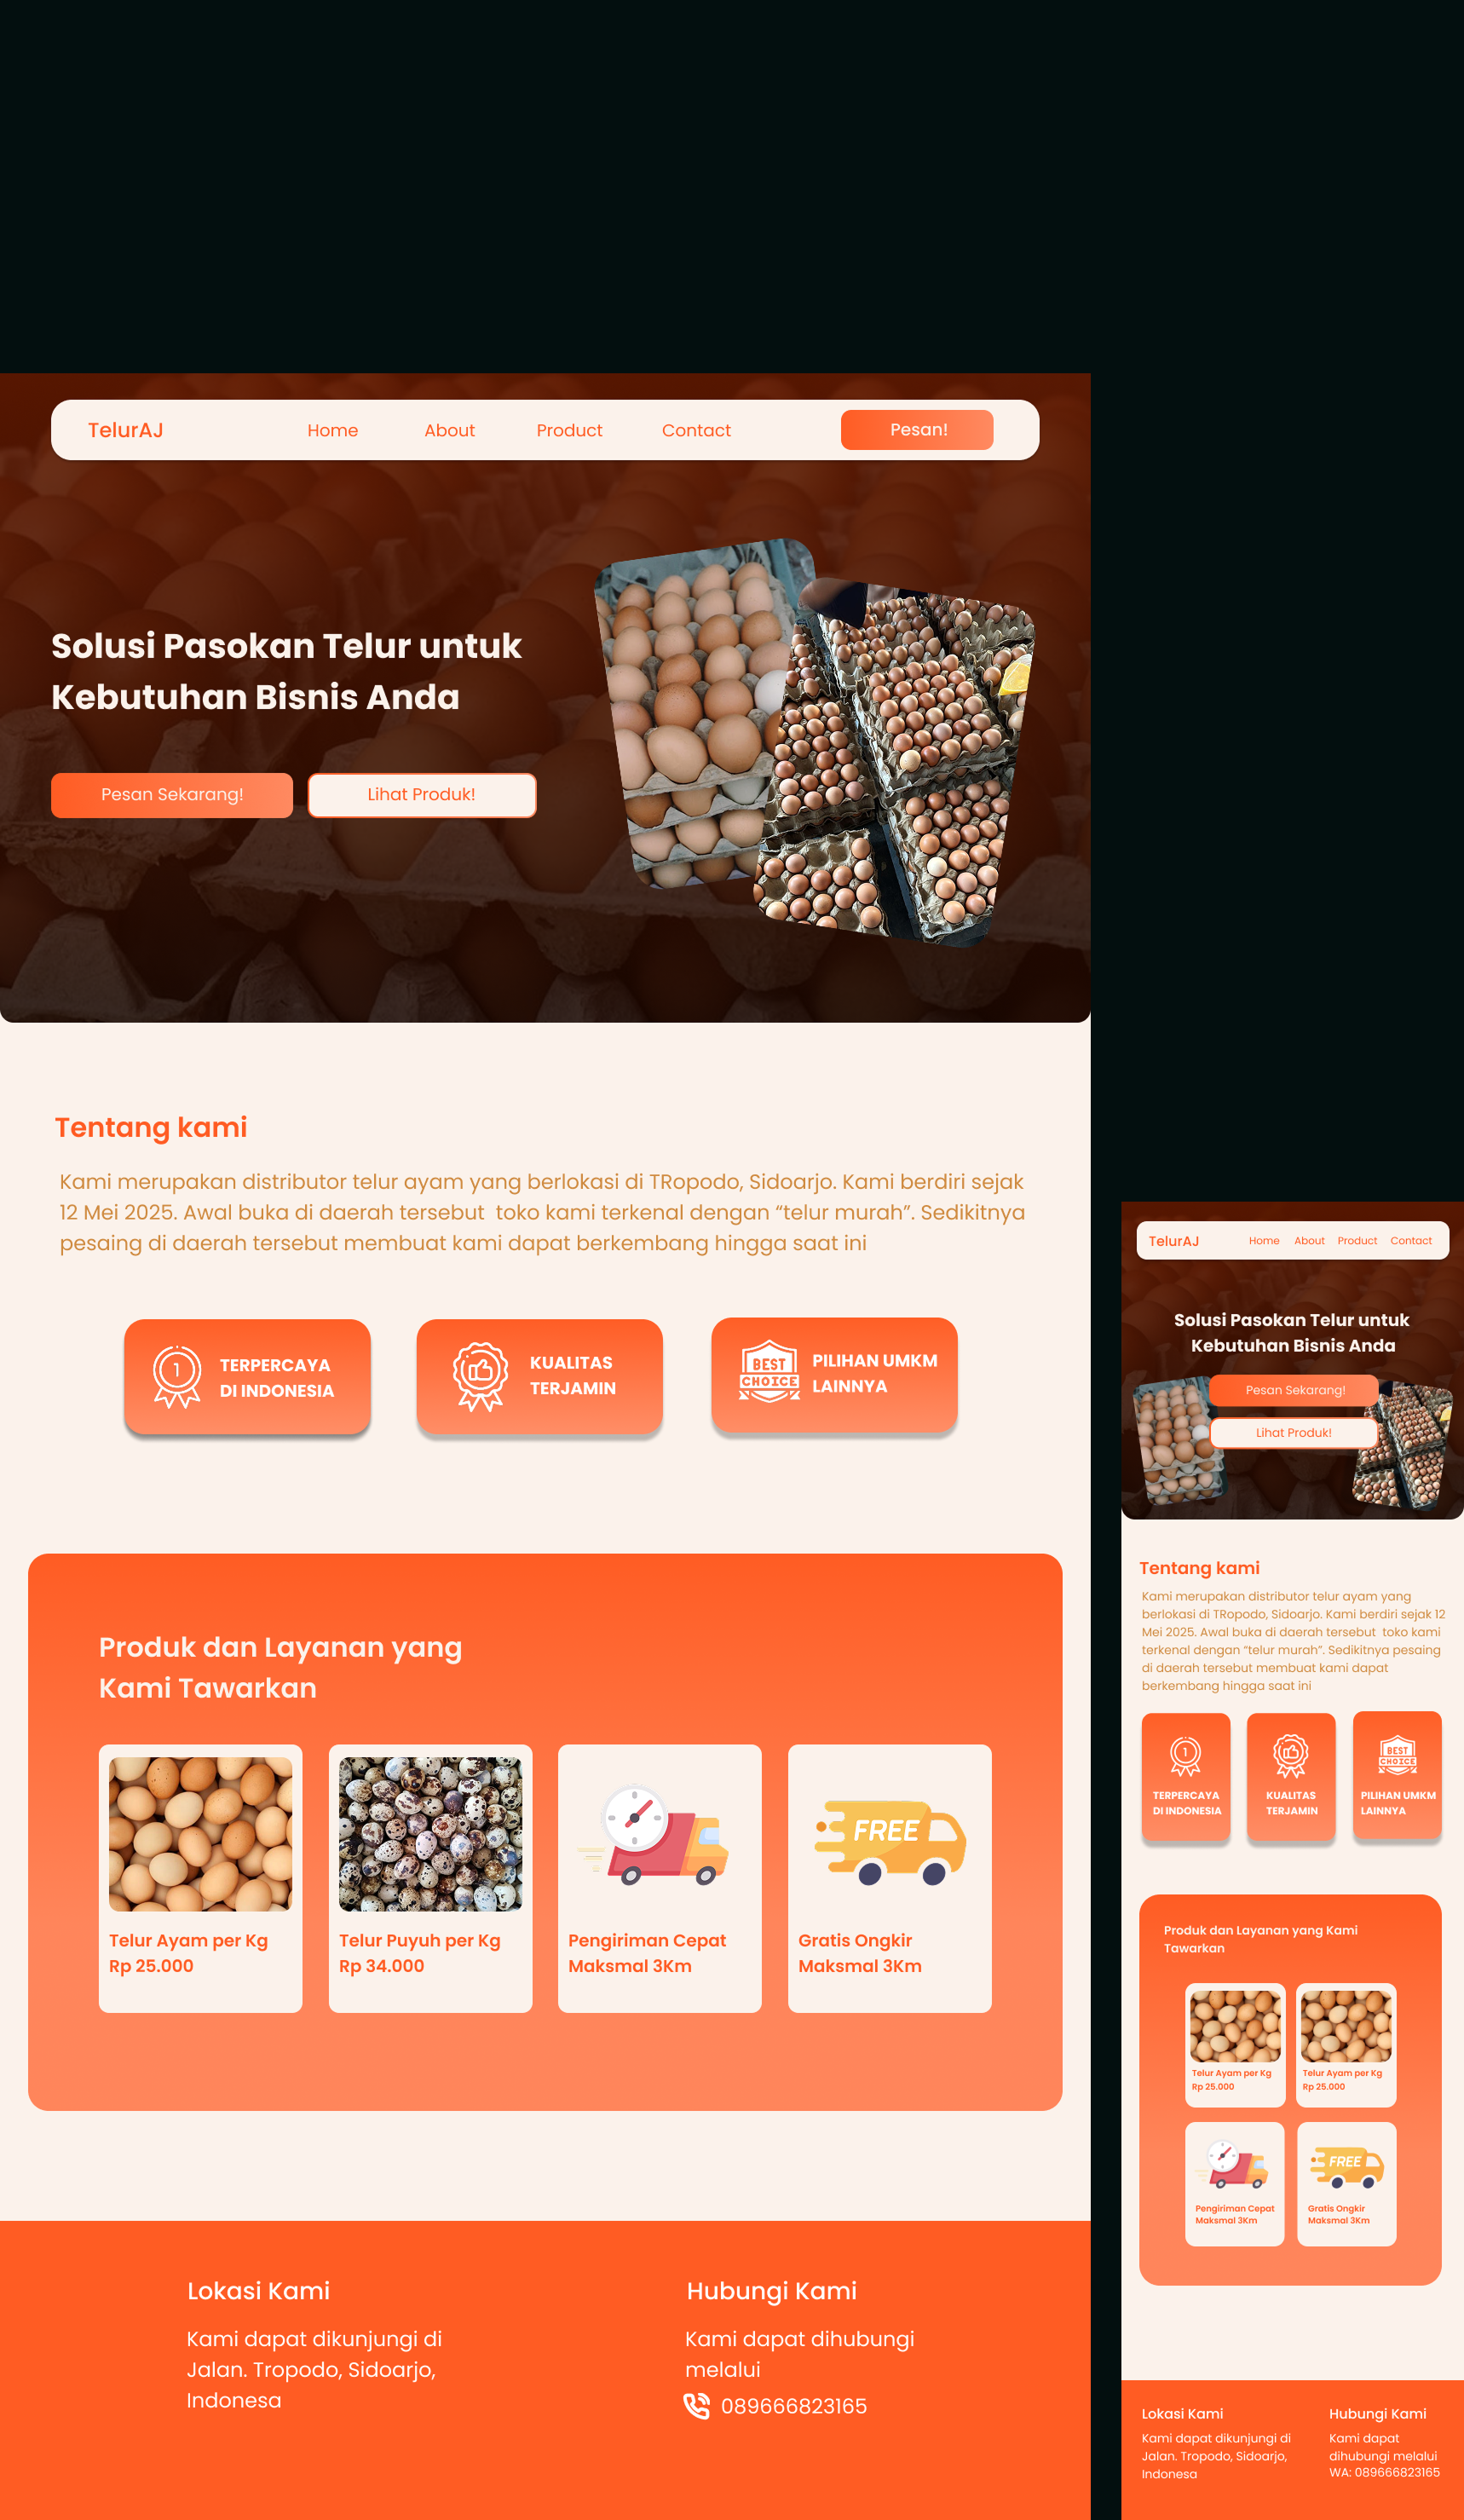 TelurAJ
Home
About
Product
Contact
Pesan!
Solusi Pasokan Telur untuk
Kebutuhan Bisnis Anda
Pesan Sekarang!
Lihat Produk!
Tentang kami
Kami merupakan distributor telur ayam yang berlokasi di TRopodo, Sidoarjo. Kami berdiri sejak
12 Mei 2025. Awal buka di daerah tersebut  toko kami terkenal dengan “telur murah”. Sedikitnya
pesaing di daerah tersebut membuat kami dapat berkembang hingga saat ini
1
TERPERCAYA
DI INDONESIA
KUALITAS
TERJAMIN
BEST
CHOICE
PILIHAN UMKM
LAINNYA
Produk dan Layanan yang
Kami Tawarkan
Telur Ayam per Kg
Rp 25.000
Telur Puyuh per Kg
Rp 34.000
Pengiriman Cepat
Maksmal 3Km
FREE
Gratis Ongkir
Maksmal 3Km
Lokasi Kami
Kami dapat dikunjungi di
Jalan. Tropodo, Sidoarjo,
Indonesa
Hubungi Kami
Kami dapat dihubungi
melalui
089666823165
TelurAJ
Home
About
Product
Contact
Solusi Pasokan Telur untuk
Kebutuhan Bisnis Anda
Pesan Sekarang!
Lihat Produk!
Tentang kami
Kami merupakan distributor telur ayam yang
berlokasi di TRopodo, Sidoarjo. Kami berdiri sejak 12
Mei 2025. Awal buka di daerah tersebut  toko kami
terkenal dengan “telur murah”. Sedikitnya pesaing
di daerah tersebut membuat kami dapat
berkembang hingga saat ini
1
TERPERCAYA
DI INDONESIA
KUALITAS
TERJAMIN
BEST
CHOICE
PILIHAN UMKM
LAINNYA
Produk dan Layanan yang Kami
Tawarkan
Telur Ayam per Kg
Rp 25.000
Telur Ayam per Kg
Rp 25.000
Pengiriman Cepat
Maksmal 3Km
FREE
Gratis Ongkir
Maksmal 3Km
Lokasi Kami
Kami dapat dikunjungi di
Jalan. Tropodo, Sidoarjo,
Indonesa
Hubungi Kami
Kami dapat
dihubungi melalui
WA: 089666823165